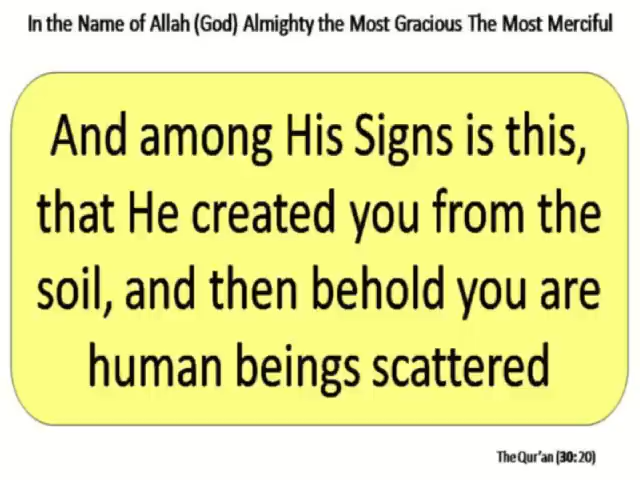 In the Name of Allah (God) Almighty the Most Gracious The Most Merciful
And among His Signs is this,
that He created you from the
soil, and then behold you are
human beings scattered
The Qur'an (30:20)